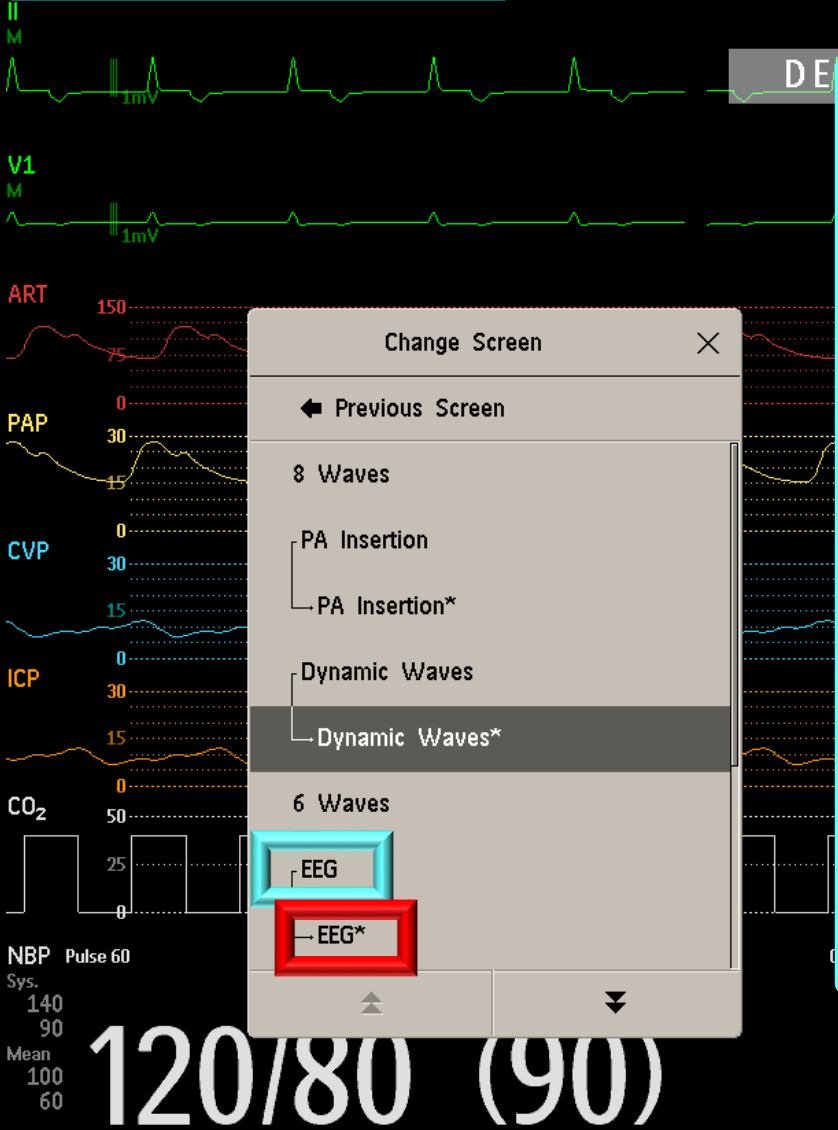 II
M
1mV
DE
V1
M
1mV
ART
150
75
0
Change Screen
Previous Screen
PAP
30
15
0
8 Waves
PA Insertion
PA Insertion*
CVP
30
15
0
Dynamic Waves
Dynamic Waves*
ICP
30
15
0
6 Waves
CO₂
50
25
0
EEG
EEG*
NBP Pulse 60
Sys.
140
90
Mean
100
60
120/80 (90)